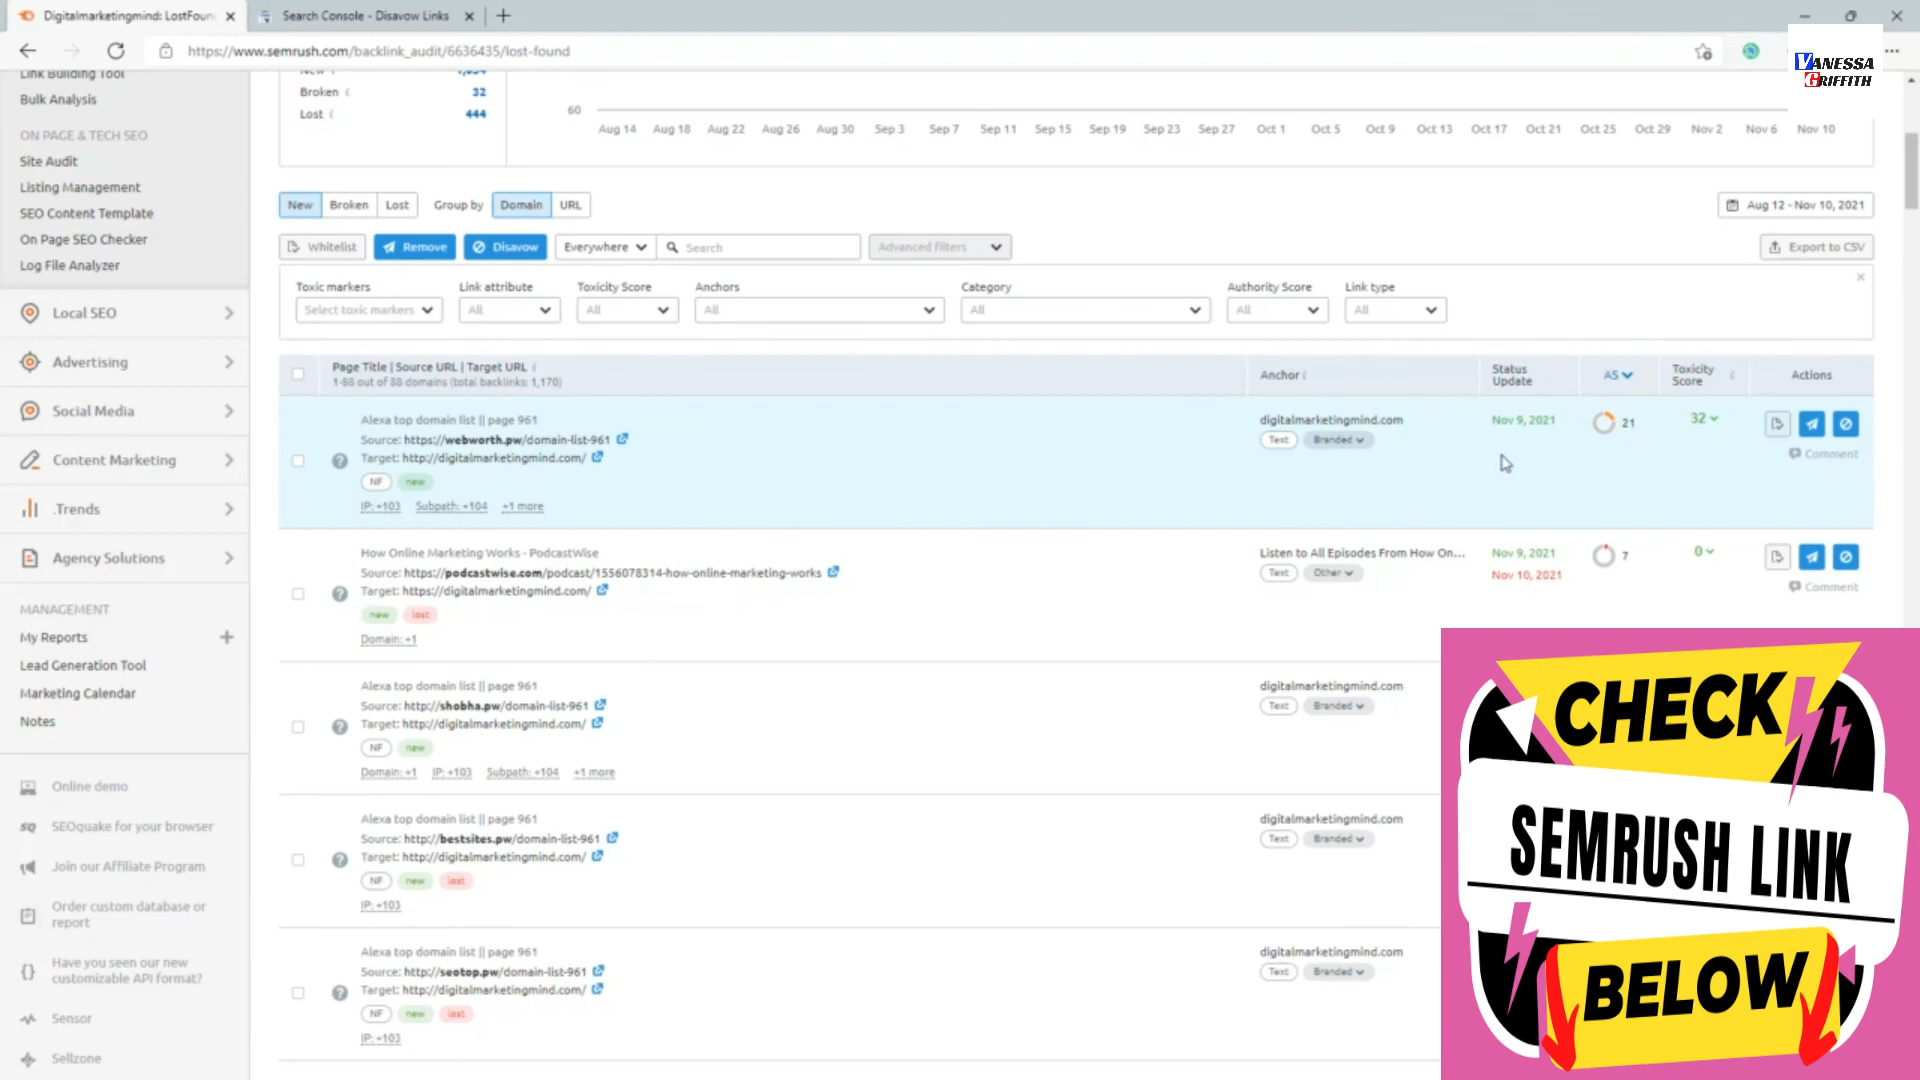 Digitalmarketingmind: LostFoun
Search Console - Disavow Links
https://www.semrush.com/backlink_audit/6636435/lost-found
VANESSA
GRIFFITH
Link Building Tool
Bulk Analysis
ON PAGE & TECH SEO
Site Audit
Listing Management
SEO Content Template
On Page SEO Checker
Log File Analyzer
Local SEO
Advertising
Social Media
Content Marketing
.Trends
Agency Solutions
MANAGEMENT
My Reports
Lead Generation Tool
Marketing Calendar
Notes
Online demo
SEOquake for your browser
Join our Affiliate Program
Order custom database or
report
Have you seen our new
customizable API format?
Sensor
Sellzone
Broken 32
Lost 444
60
Aug 14 Aug 18 Aug 22 Aug 26 Aug 30 Sep 3 Sep 7 Sep 11 Sep 15 Sep 19 Sep 23 Sep 27 Oct 1 Oct 5 Oct 9 Oct 13 Oct 17 Oct 21 Oct 25 Oct 29 Nov 2 Nov 6 Nov 10
New Broken Lost Group by Domain URL Aug 12 - Nov 10, 2021
Whitelist Remove Disavow Everywhere Search Advanced filters Export to CSV
Toxic markers Link attribute Toxicity Score Anchors Category Authority Score Link type
Select toxic markers All All All All All All
Page Title | Source URL | Target URL
1-88 out of 88 domains (total backlinks: 1,170)
Anchor
Status
Update
AS
Toxicity
Score
Actions
Alexa top domain list || page 961
Source: https://webworth.pw/domain-list-961
Target: http://digitalmarketingmind.com/
NF new
IP: +103 Subpath: +104 +1 more
digitalmarketingmind.com
Text Branded
Nov 9, 2021
21
32
Comment
How Online Marketing Works - PodcastWise
Source: https://podcastwise.com/podcast/1556078314-how-online-marketing-works
Target: https://digitalmarketingmind.com/
new lost
Domain: +1
Listen to All Episodes From How On...
Text Other
Nov 9, 2021
Nov 10, 2021
7
0
Comment
Alexa top domain list || page 961
Source: http://shobha.pw/domain-list-961
Target: http://digitalmarketingmind.com/
NF new
Domain: +1 IP: +103 Subpath: +104 +1 more
digitalmarketingmind.com
Text Branded
Alexa top domain list || page 961
Source: http://bestsites.pw/domain-list-961
Target: http://digitalmarketingmind.com/
NF new lost
IP: +103
digitalmarketingmind.com
Text Branded
Alexa top domain list || page 961
Source: http://seotop.pw/domain-list-961
Target: http://digitalmarketingmind.com/
NF new lost
IP: +103
digitalmarketingmind.com
Text Branded
CHECK
SEMRUSH LINK
BELOW